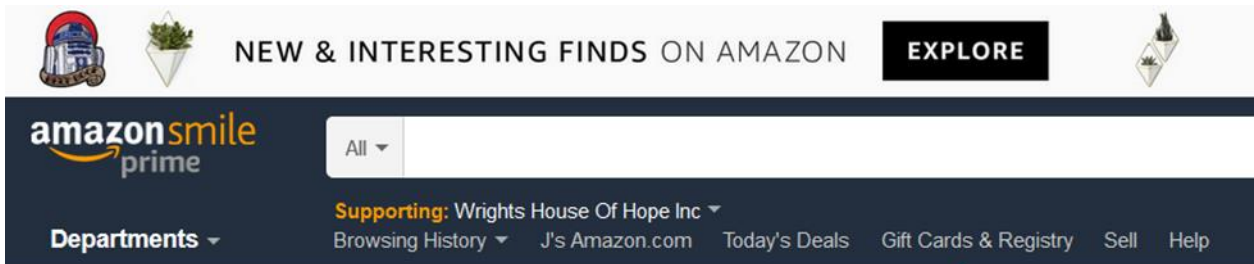 NEW & INTERESTING FINDS ON AMAZON EXPLORE
amazonsmile
prime
All
Supporting: Wrights House Of Hope Inc
Departments Browsing History J's Amazon.com Today's Deals Gift Cards & Registry Sell Help